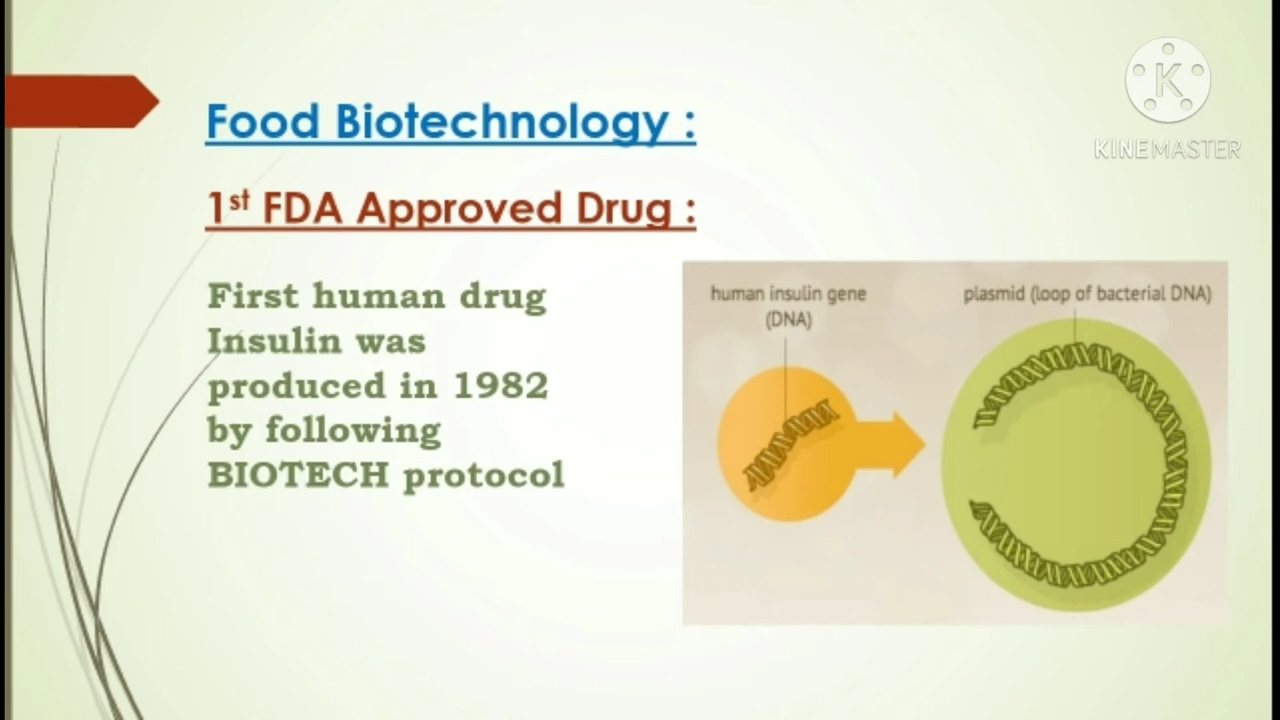 K
KINEMASTER
Food Biotechnology :
1st FDA Approved Drug :
First human drug
Insulin was
produced in 1982
by following
BIOTECH protocol
human insulin gene
(DNA)
plasmid (loop of bacterial DNA)